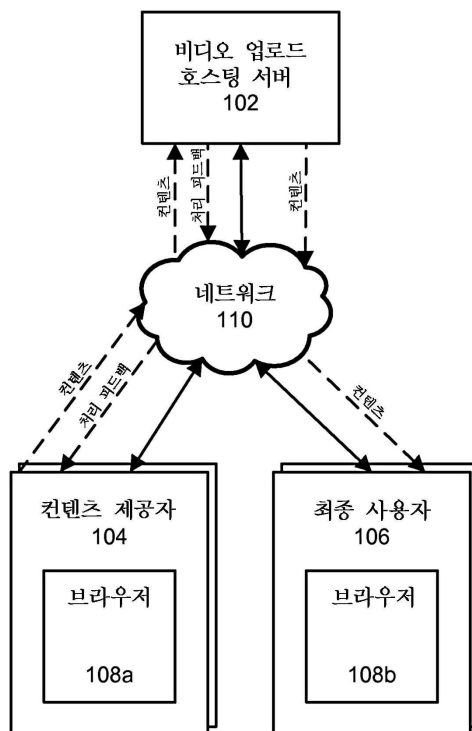 비디오 업로드
호스팅 서버
102
컨텐츠
처리 피드백
컨텐츠
네트워크
110
컨텐츠
처리 피드백
컨텐츠
컨텐츠 제공자
104
브라우저
108a
최종 사용자
106
브라우저
108b